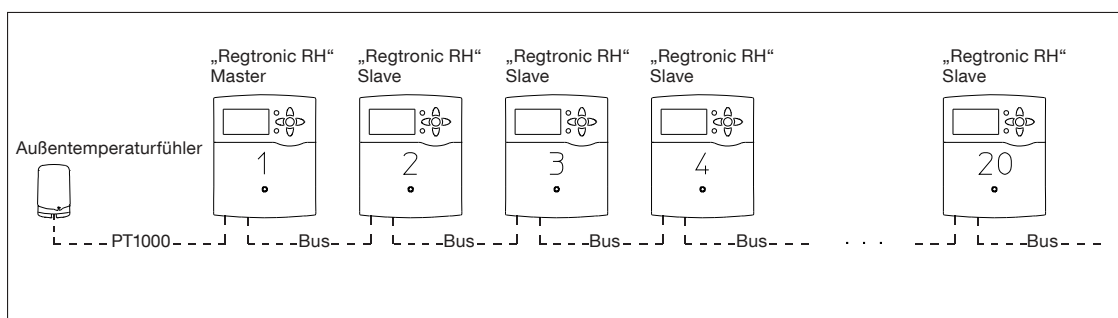 „Regtronic RH“
Master
„Regtronic RH“
Slave
„Regtronic RH“
Slave
„Regtronic RH“
Slave
„Regtronic RH“
Slave
Außentemperaturfühler
1
2
3
4
20
PT1000
Bus
Bus
Bus
Bus
. . .
Bus